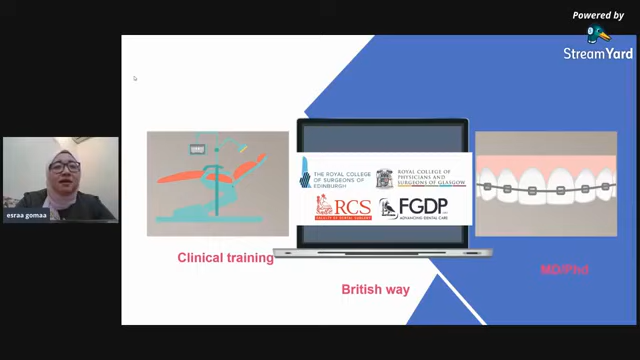 Powered by
StreamYard
THE ROYAL COLLEGE
OF SURGEONS OF
EDINBURGH
ROYAL COLLEGE OF
PHYSICIANS AND
SURGEONS OF GLASGOW
RCS
FACULTY OF DENTAL SURGERY
FGDP
ADVANCING DENTAL CARE
esraa gomaa
Clinical training
British way
MD/Phd